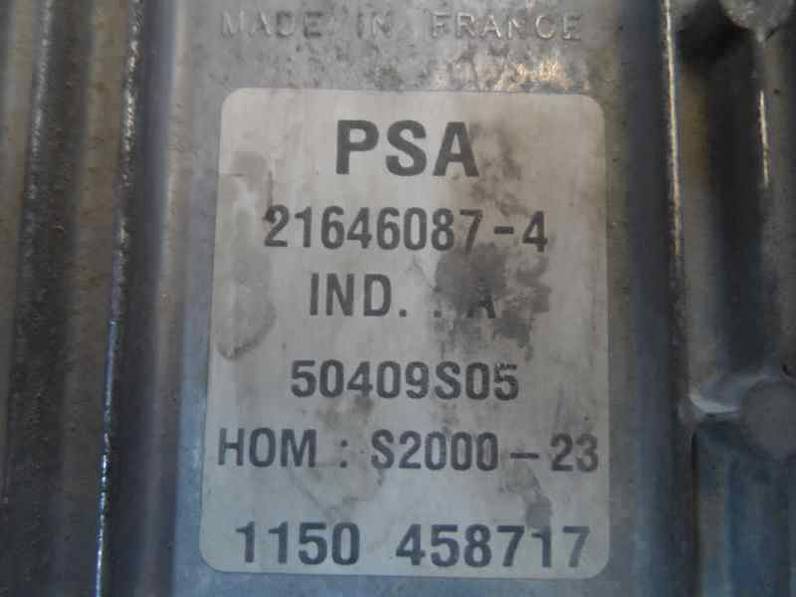 MADE IN FRANCE
PSA
21646087-4
IND. : A
50409S05
HOM : S2000-23
1150 458717